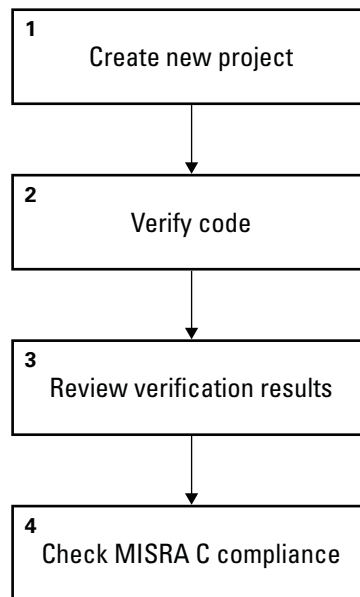 1
Create new project
2
Verify code
3
Review verification results
4
Check MISRA C compliance